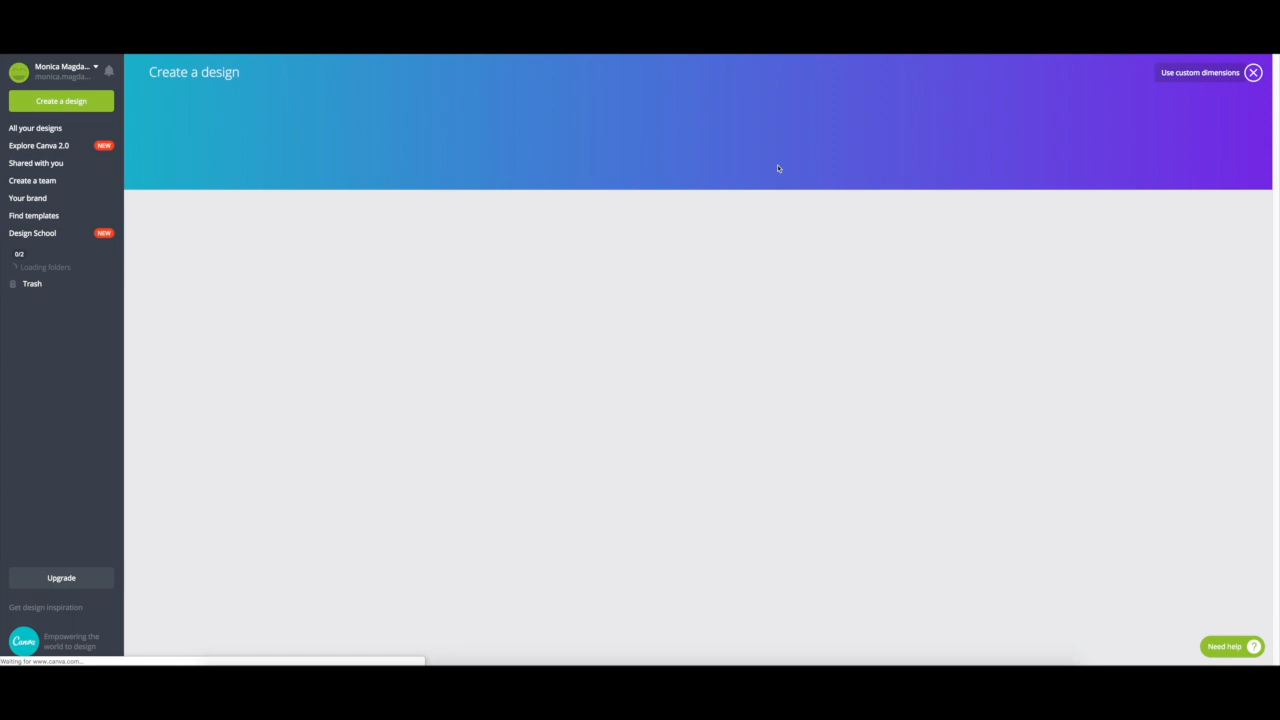 Monica Magda...
monica.magda...
Create a design
Use custom dimensions
Create a design
All your designs
Explore Canva 2.0 NEW
Shared with you
Create a team
Your brand
Find templates
Design School NEW
0/2
Loading folders
Trash
Upgrade
Get design inspiration
Canva
Empowering the
world to design
Need help ?
Waiting for www.canva.com...